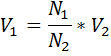 V₁ = N₁/N₂ * V₂